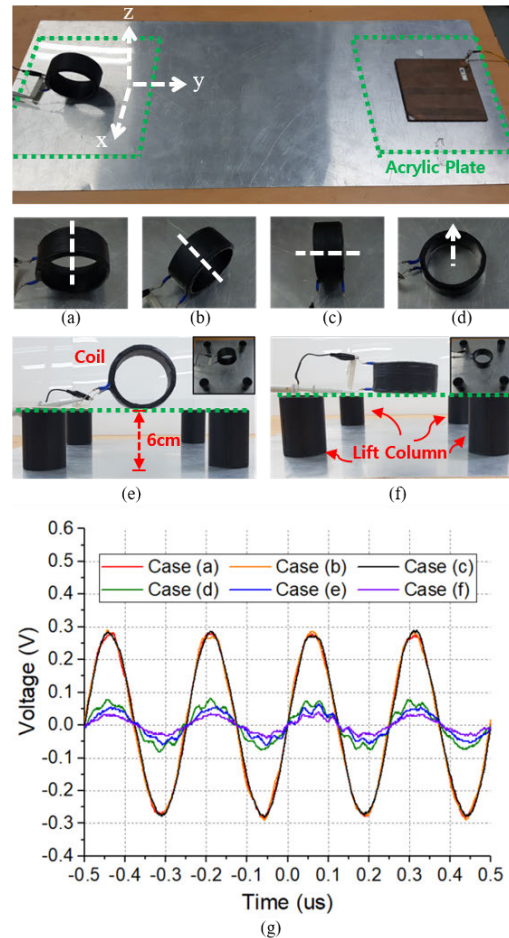 z
y
x
Acrylic Plate
(a) (b) (c) (d)
Coil
6cm
Lift Column
(e) (f)
Case (a) Case (b) Case (c)
Case (d) Case (e) Case (f)
Voltage (V)
0.6
0.5
0.4
0.3
0.2
0.1
0.0
-0.1
-0.2
-0.3
-0.4
-0.5 -0.4 -0.3 -0.2 -0.1 0.0 0.1 0.2 0.3 0.4 0.5
Time (us)
(g)